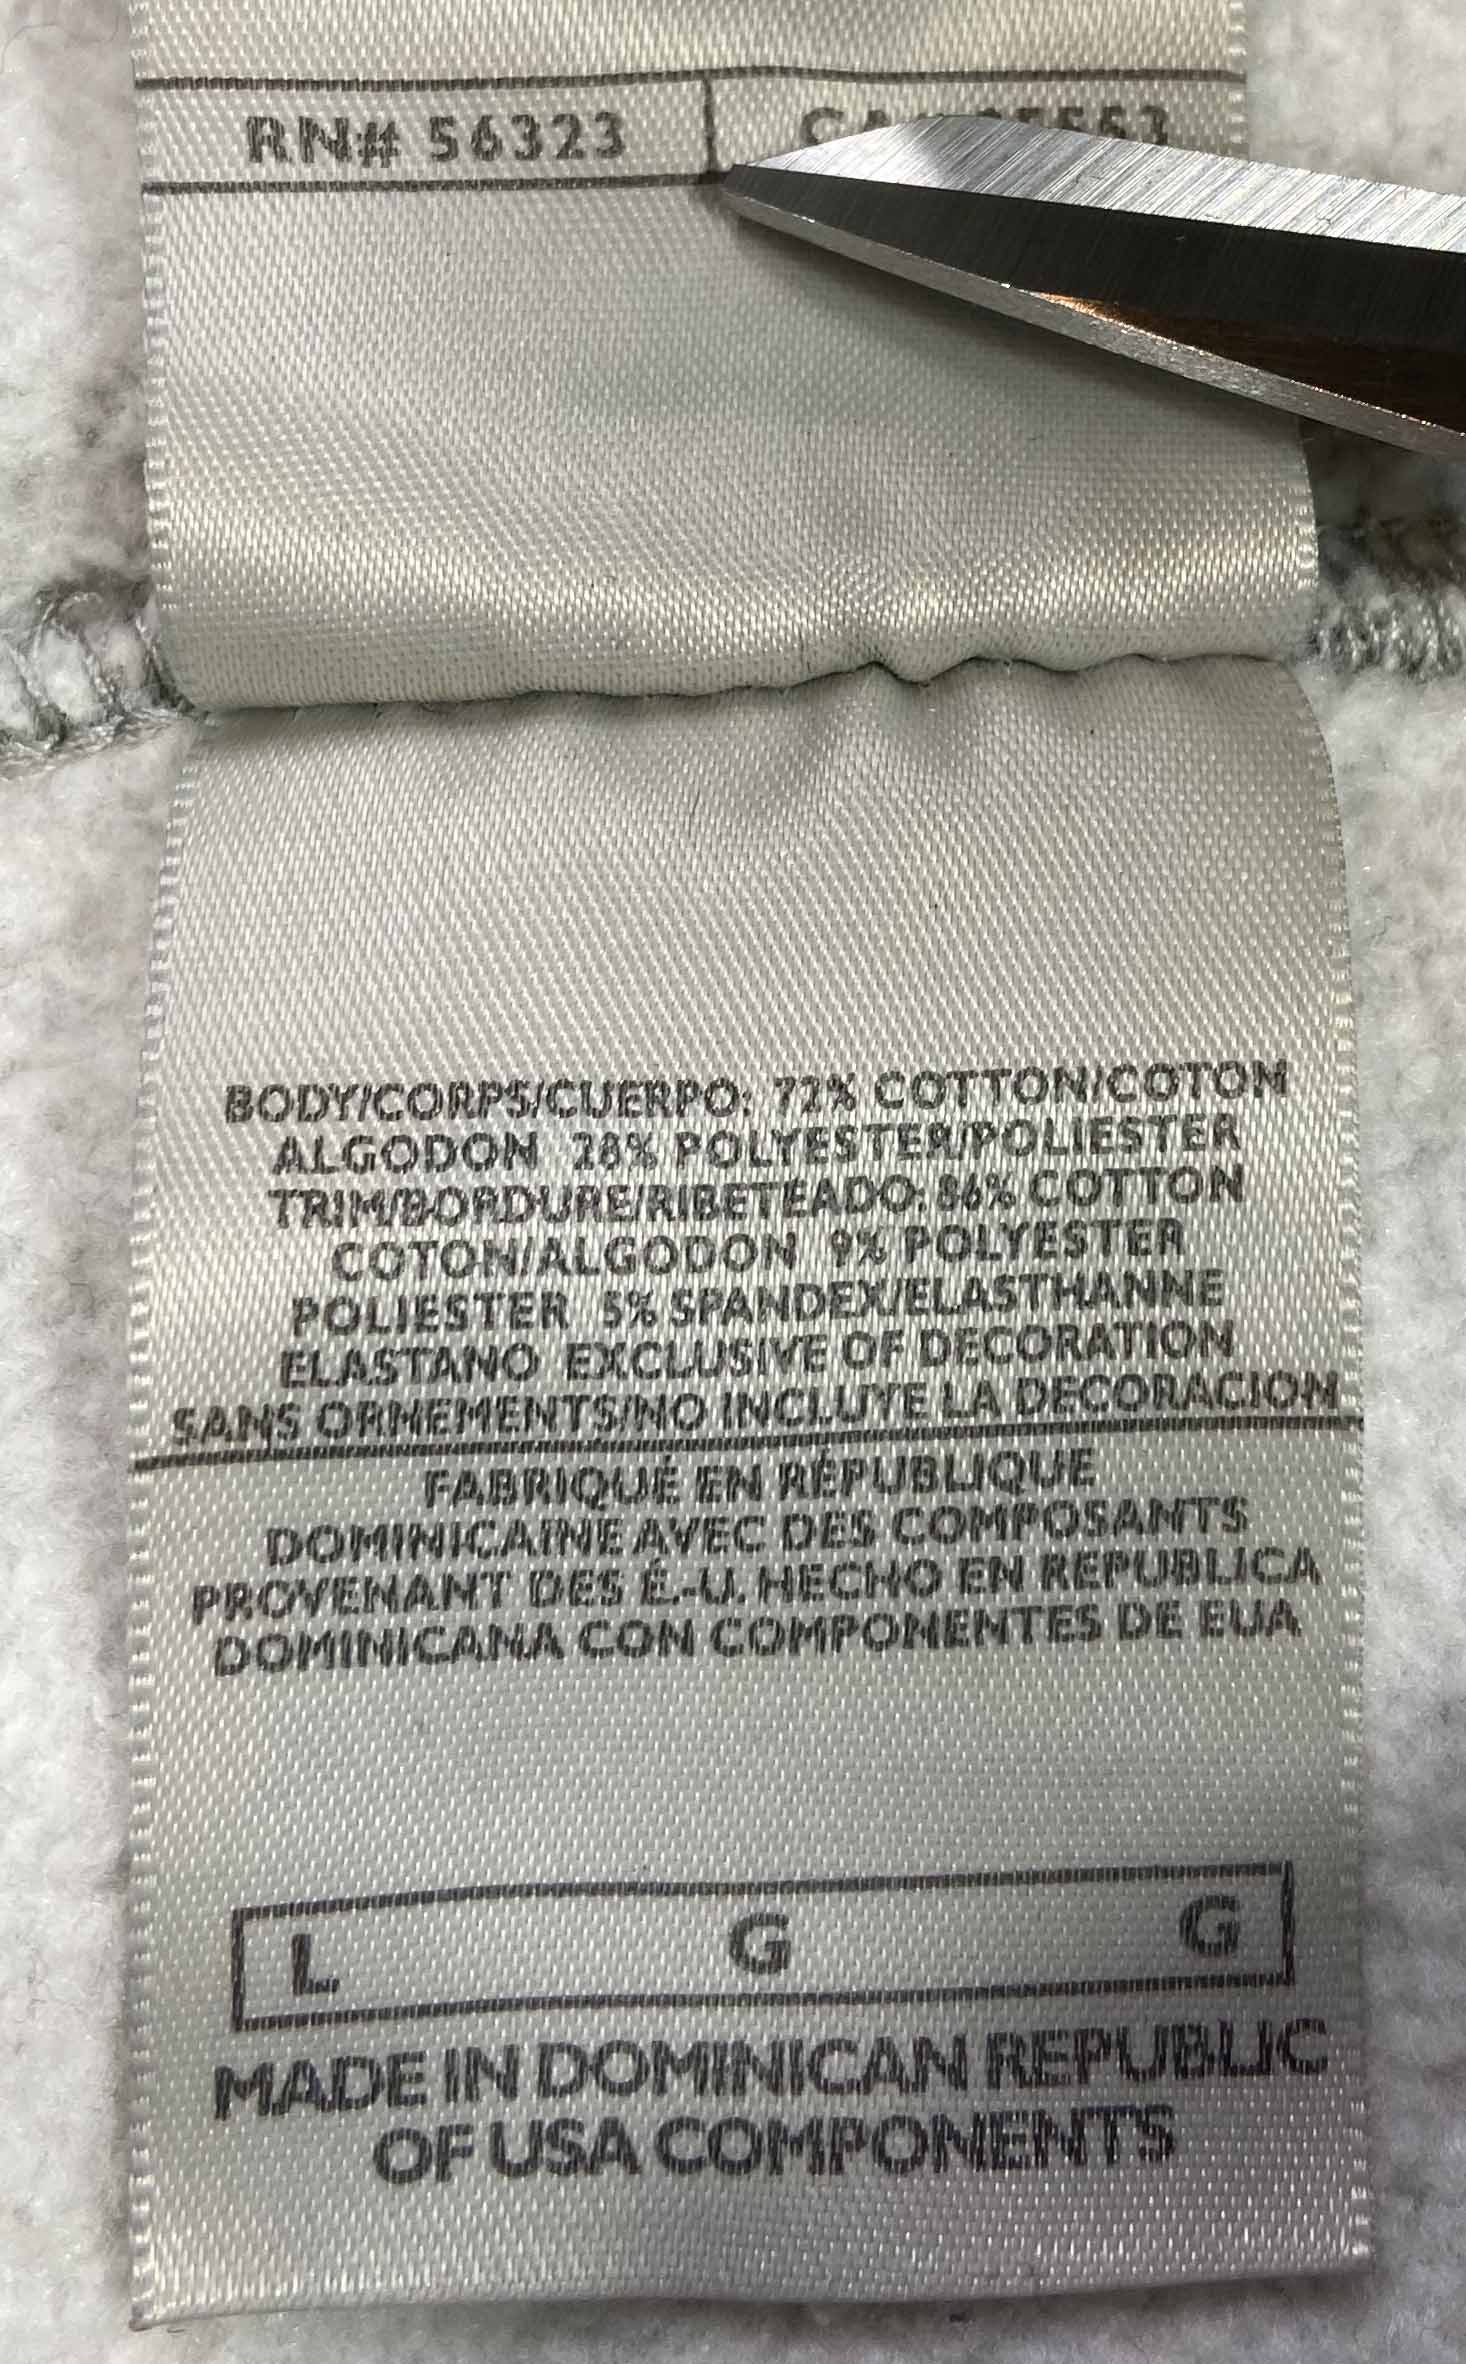 RN# 56323
BODY/CORPS/CUERPO: 72% COTTON/COTON
ALGODON 28% POLYESTER/POLIESTER
TRIM/BORDURE/RIBETEADO: 86% COTTON
COTON/ALGODON 9% POLYESTER
POLIESTER 5% SPANDEX/ELASTHANNE
ELASTANO EXCLUSIVE OF DECORATION
SANS ORNEMENTS/NO INCLUYE LA DECORACION
FABRIQUÉ EN RÉPUBLIQUE
DOMINICAINE AVEC DES COMPOSANTS
PROVENANT DES É.-U. HECHO EN REPUBLICA
DOMINICANA CON COMPONENTES DE EUA
L G G
MADE IN DOMINICAN REPUBLIC
OF USA COMPONENTS